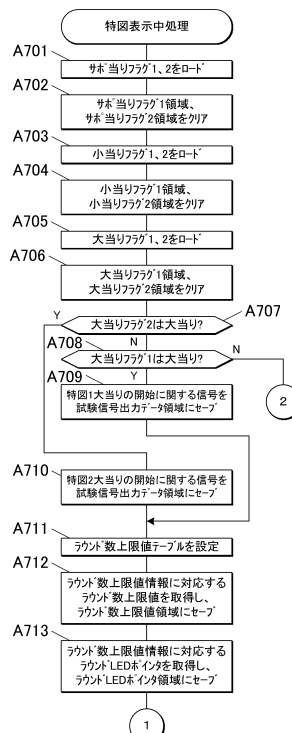 特図表示中処理
A701
サポ当りフラグ1、2をロード
A702
サポ当りフラグ1領域、
サポ当りフラグ2領域をクリア
A703
小当りフラグ1、2をロード
A704
小当りフラグ1領域、
小当りフラグ2領域をクリア
A705
大当りフラグ1、2をロード
A706
大当りフラグ1領域、
大当りフラグ2領域をクリア
A707
Y
大当りフラグ2は大当り?
N
A708
大当りフラグ1は大当り?
N
Y
2
A709
特図1大当りの開始に関する信号を
試験信号出力データ領域にセーブ
A710
特図2大当りの開始に関する信号を
試験信号出力データ領域にセーブ
A711
ラウンド数上限値テーブルを設定
A712
ラウンド数上限値情報に対応する
ラウンド数上限値を取得し、
ラウンド数上限値領域にセーブ
A713
ラウンド数上限値情報に対応する
ラウンドLEDポインタを取得し、
ラウンドLEDポインタ領域にセーブ
1